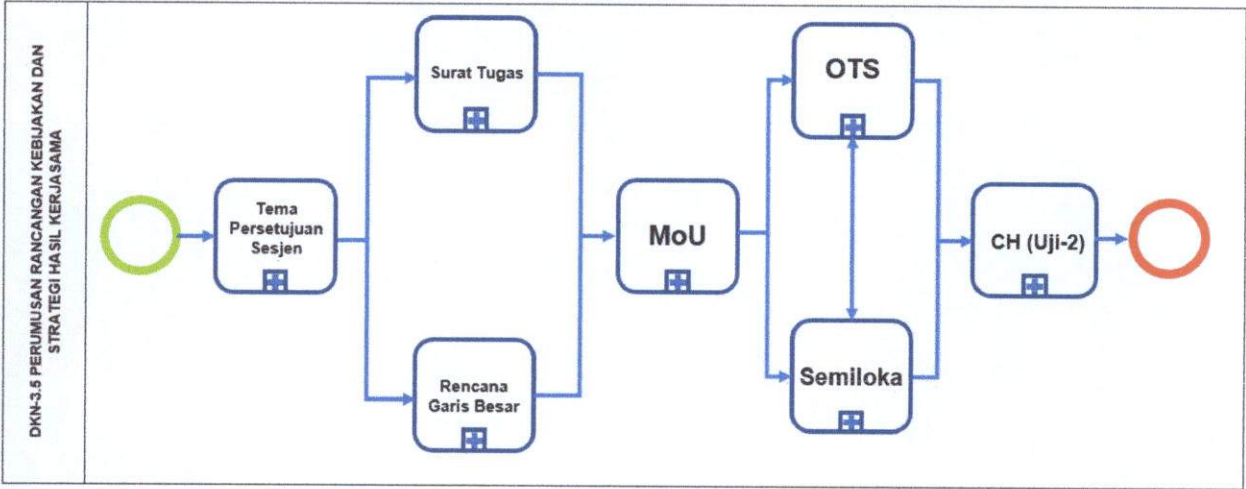 DKN-3.5 PERUMUSAN RANCANGAN KEBIJAKAN DAN
STRATEGI HASIL KERJASAMA
Tema
Persetujuan
Sesjen
Surat Tugas
Rencana
Garis Besar
MoU
OTS
Semiloka
CH (Uji-2)